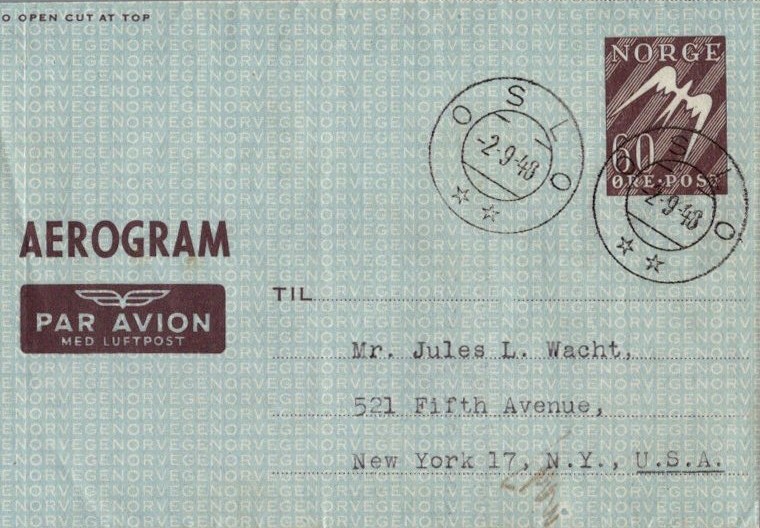 O OPEN CUT AT TOP
NORGE
60
ØRE·POST
OSLO
-2-9-48
OSLO
-2-9-48
AEROGRAM
PAR AVION
MED LUFTPOST
TIL
Mr. Jules L. Wacht,
521 Fifth Avenue,
New York 17, N.Y., U.S.A.